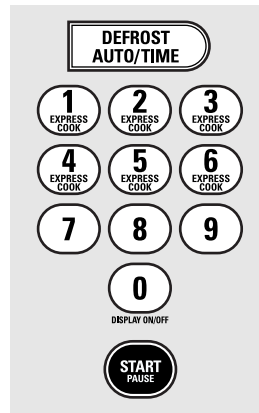 DEFROST
AUTO/TIME
1 2 3
EXPRESS COOK EXPRESS COOK EXPRESS COOK
4 5 6
EXPRESS COOK EXPRESS COOK EXPRESS COOK
7 8 9
0
DISPLAY ON/OFF
START
PAUSE